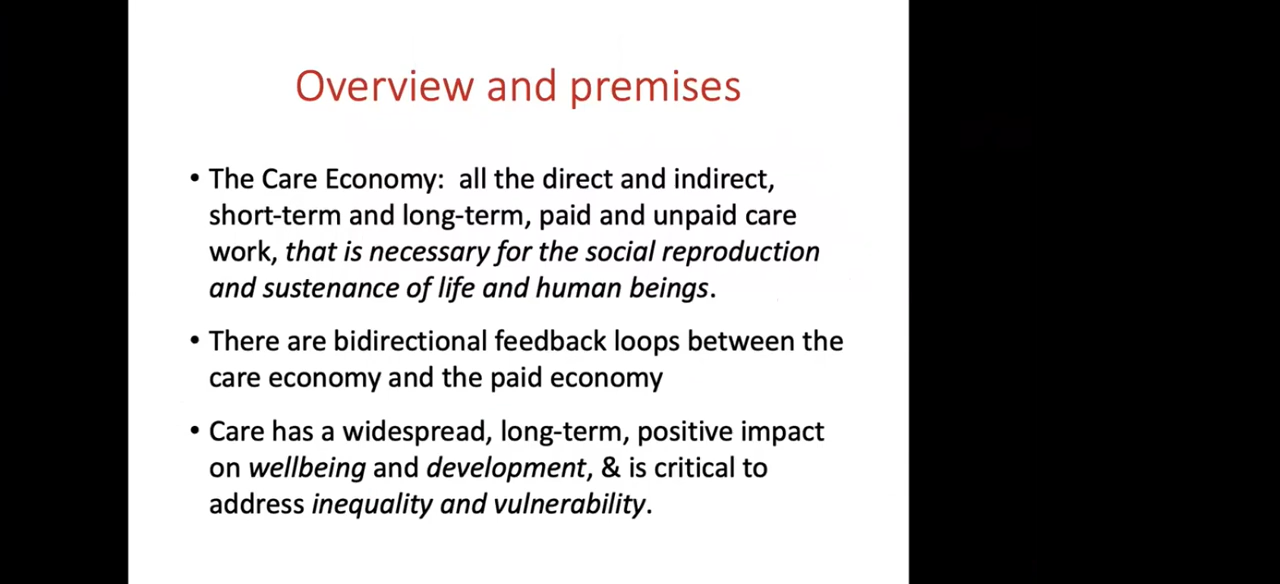 Overview and premises
• The Care Economy:  all the direct and indirect,
short-term and long-term, paid and unpaid care
work, that is necessary for the social reproduction
and sustenance of life and human beings.
• There are bidirectional feedback loops between the
care economy and the paid economy
• Care has a widespread, long-term, positive impact
on wellbeing and development, & is critical to
address inequality and vulnerability.